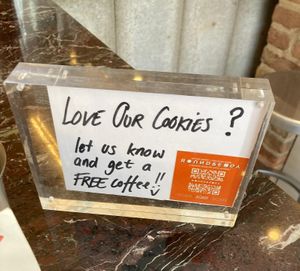 LOVE OUR COOKIES ?
let us know
and get a
FREE coffee!!